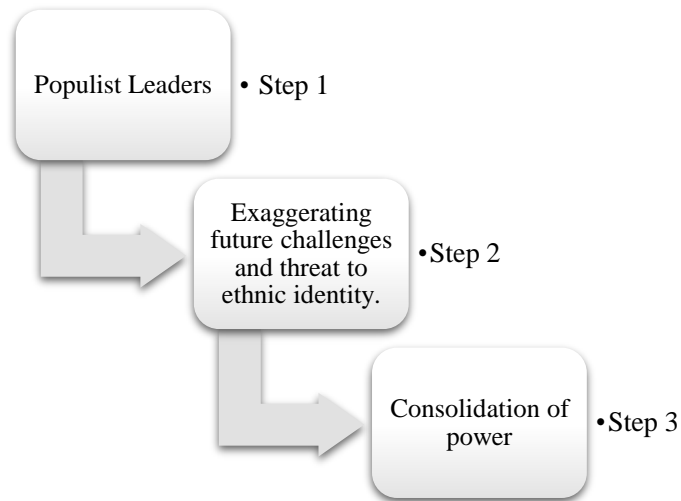 Populist Leaders
• Step 1
Exaggerating
future challenges
and threat to
ethnic identity.
•Step 2
Consolidation of
power
•Step 3